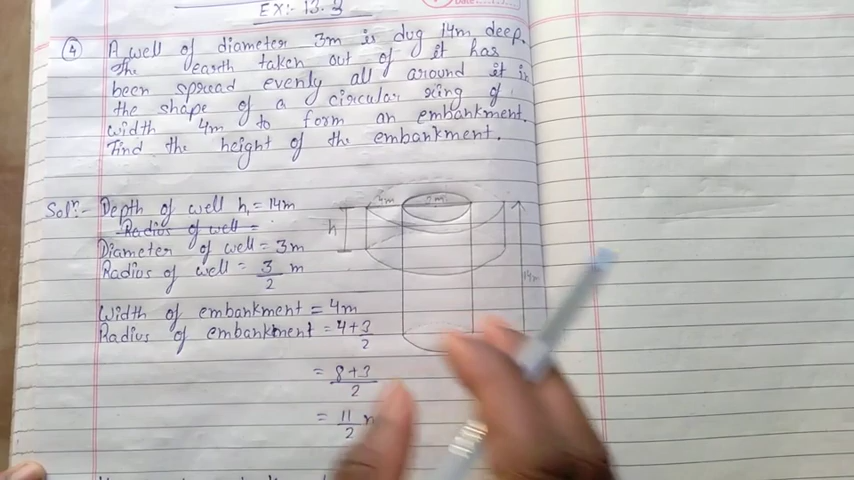 EX:- 13.3
④ A well of diameter 3m is dug 14m deep.
The earth taken out of it has
been spread evenly all around it in
the shape of a circular ring of
width 4m to form an embankment.
Find the height of the embankment.
Solⁿ:- Depth of well h₁ = 14m
Radius of well =
Diameter of well = 3m
Radius of well = 3/2 m
Width of embankment = 4m
Radius of embankment = 4+3/2
= 8+3/2
= 11/2
4m
h
14m